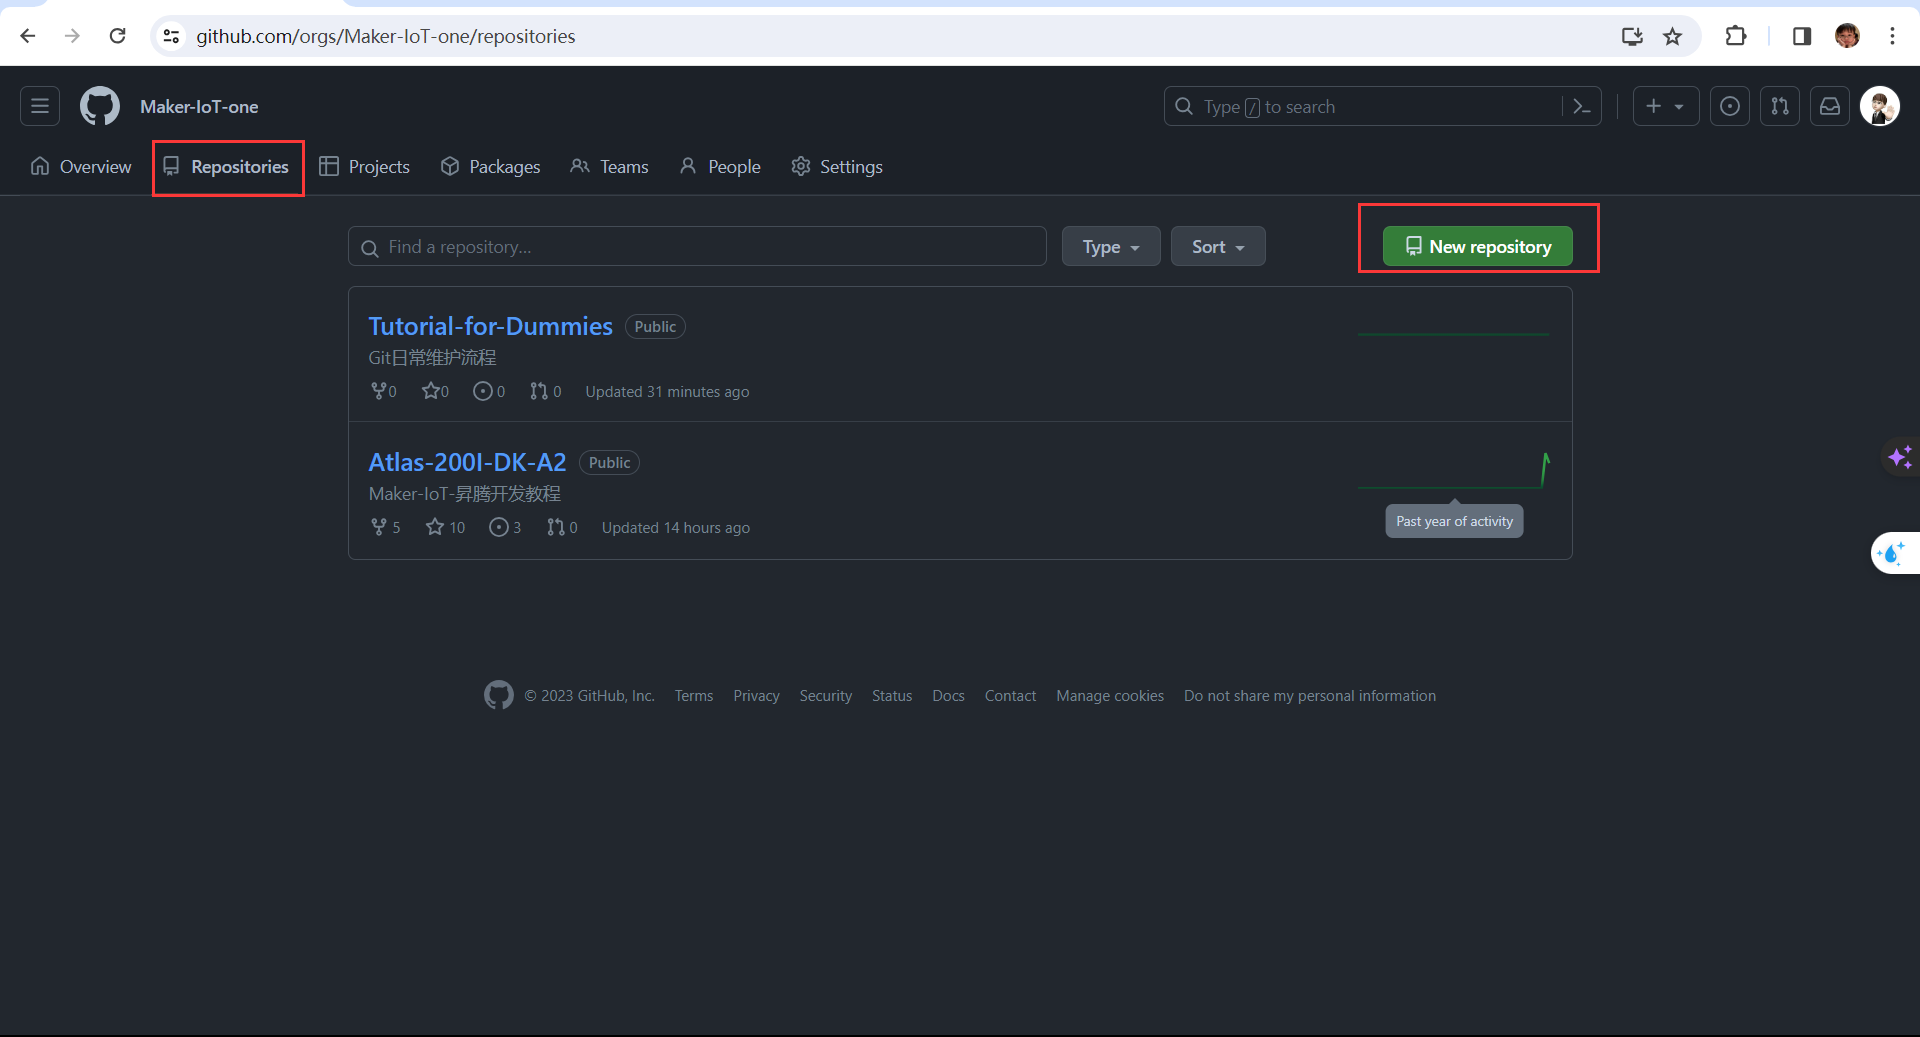 github.com/orgs/Maker-IoT-one/repositories
Maker-IoT-one
Type / to search
Overview Repositories Projects Packages Teams People Settings
Find a repository... Type Sort New repository
Tutorial-for-Dummies Public
Git日常维护流程
0 0 0 0 Updated 31 minutes ago
Atlas-200I-DK-A2 Public
Maker-IoT-昇腾开发教程
5 10 3 0 Updated 14 hours ago
Past year of activity
© 2023 GitHub, Inc. Terms Privacy Security Status Docs Contact Manage cookies Do not share my personal information